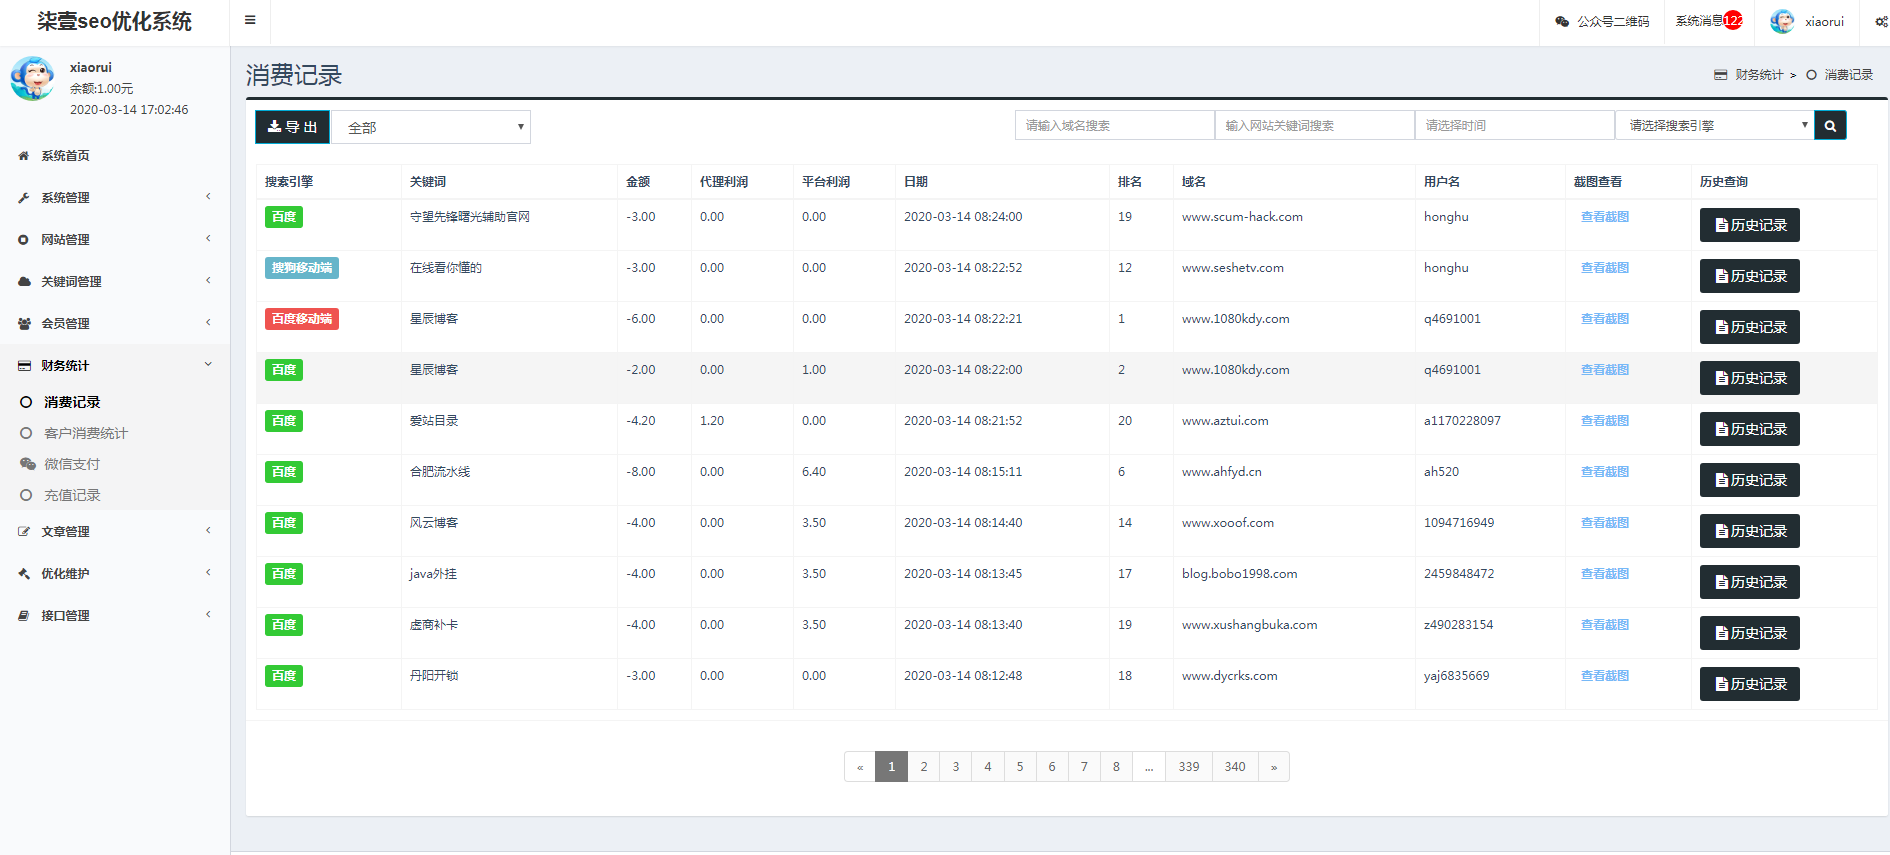 柒壹seo优化系统
公众号二维码
系统消息122
xiaorui
xiaorui
余额:1.00元
2020-03-14 17:02:46
系统首页
系统管理
网站管理
关键词管理
会员管理
财务统计
消费记录
客户消费统计
微信支付
充值记录
文章管理
优化维护
接口管理
消费记录
财务统计 > 消费记录
导出 全部 请输入域名搜索 输入网站关键词搜索 请选择时间 请选择搜索引擎
搜索引擎 关键词 金额 代理利润 平台利润 日期 排名 域名 用户名 截图查看 历史查询
百度 守望先锋曙光辅助官网 -3.00 0.00 0.00 2020-03-14 08:24:00 19 www.scum-hack.com honghu 查看截图 历史记录
搜狗移动端 在线看你懂的 -3.00 0.00 0.00 2020-03-14 08:22:52 12 www.seshetv.com honghu 查看截图 历史记录
百度移动端 星辰博客 -6.00 0.00 0.00 2020-03-14 08:22:21 1 www.1080kdy.com q4691001 查看截图 历史记录
百度 星辰博客 -2.00 0.00 1.00 2020-03-14 08:22:00 2 www.1080kdy.com q4691001 查看截图 历史记录
百度 爱站目录 -4.20 1.20 0.00 2020-03-14 08:21:52 20 www.aztui.com a1170228097 查看截图 历史记录
百度 合肥流水线 -8.00 0.00 6.40 2020-03-14 08:15:11 6 www.ahfyd.cn ah520 查看截图 历史记录
百度 风云博客 -4.00 0.00 3.50 2020-03-14 08:14:40 14 www.xooof.com 1094716949 查看截图 历史记录
百度 java外挂 -4.00 0.00 3.50 2020-03-14 08:13:45 17 blog.bobo1998.com 2459848472 查看截图 历史记录
百度 虚商补卡 -4.00 0.00 3.50 2020-03-14 08:13:40 19 www.xushangbuka.com z490283154 查看截图 历史记录
百度 丹阳开锁 -3.00 0.00 0.00 2020-03-14 08:12:48 18 www.dycrks.com yaj6835669 查看截图 历史记录
« 1 2 3 4 5 6 7 8 ... 339 340 »